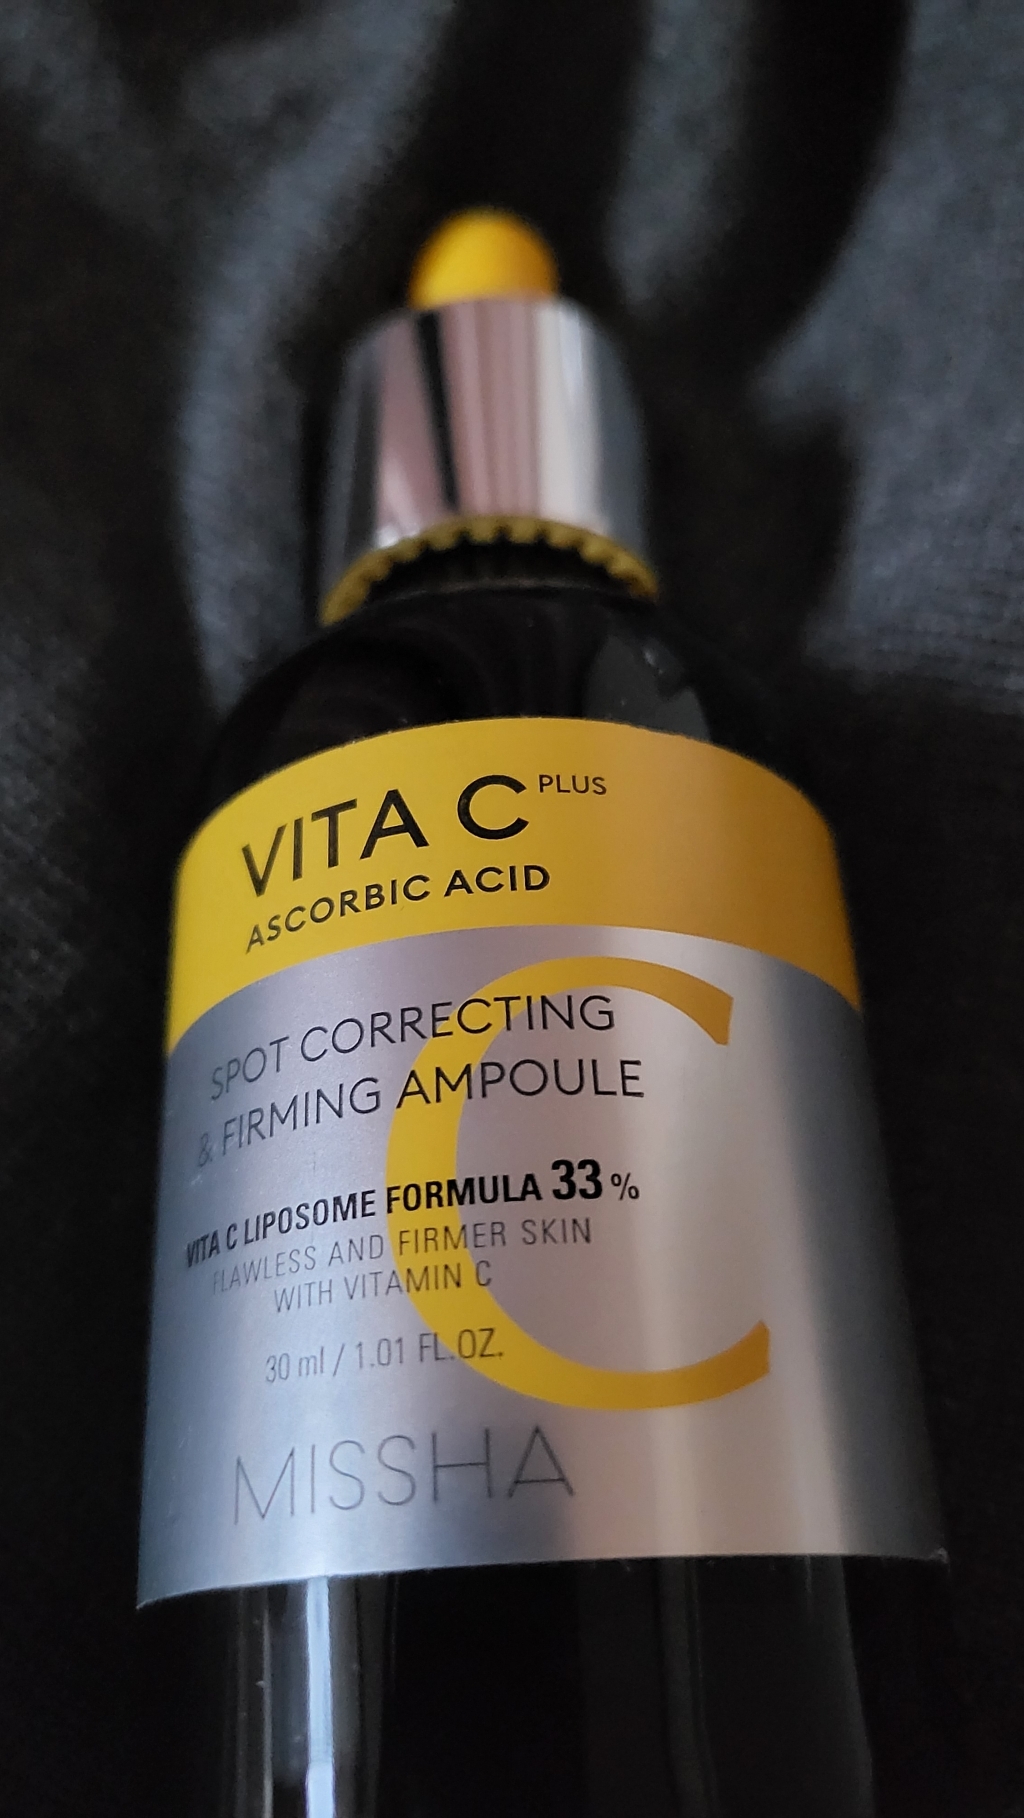 VITA C PLUS
ASCORBIC ACID
SPOT CORRECTING
& FIRMING AMPOULE
VITA C LIPOSOME FORMULA 33 %
FLAWLESS AND FIRMER SKIN
WITH VITAMIN C
30 ml / 1.01 FL.OZ.
MISSHA
C